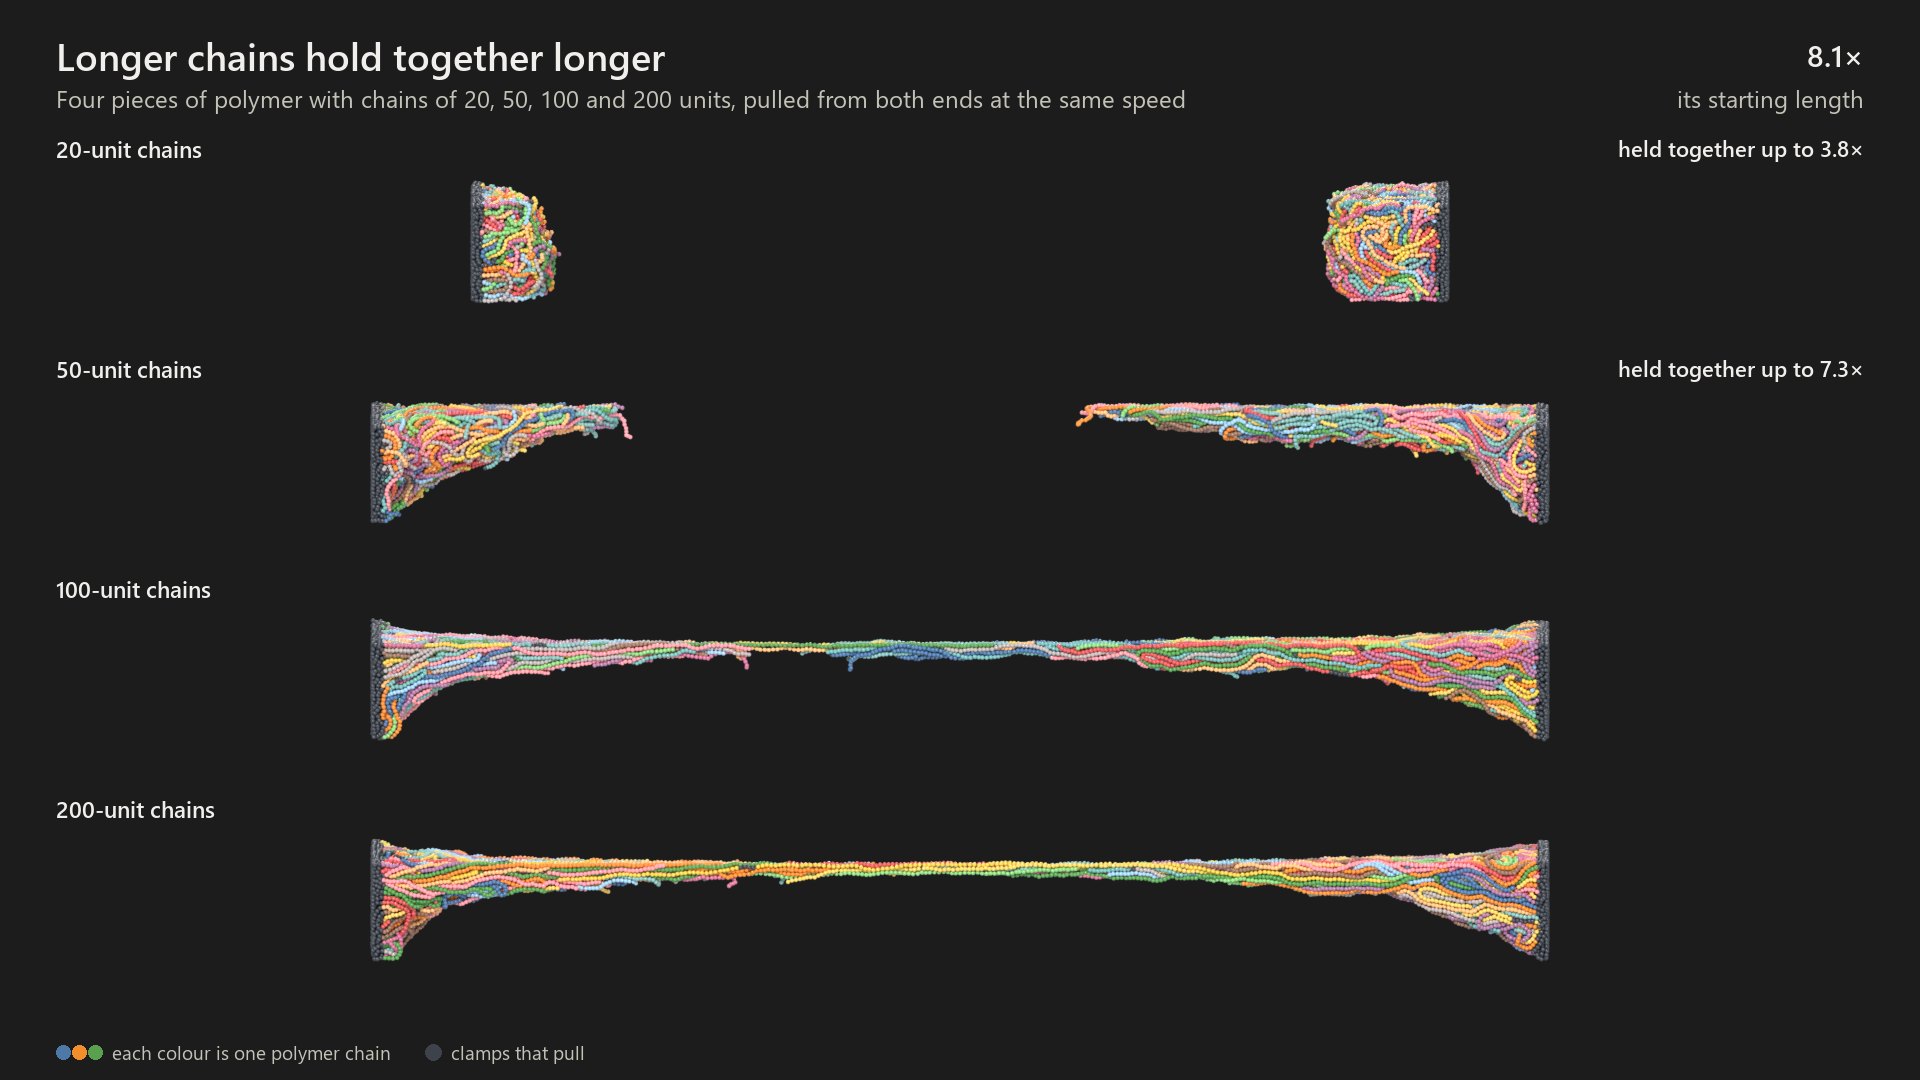 Longer chains hold together longer
8.1×
Four pieces of polymer with chains of 20, 50, 100 and 200 units, pulled from both ends at the same speed
its starting length
20-unit chains
held together up to 3.8×
50-unit chains
held together up to 7.3×
100-unit chains
200-unit chains
each colour is one polymer chain
clamps that pull